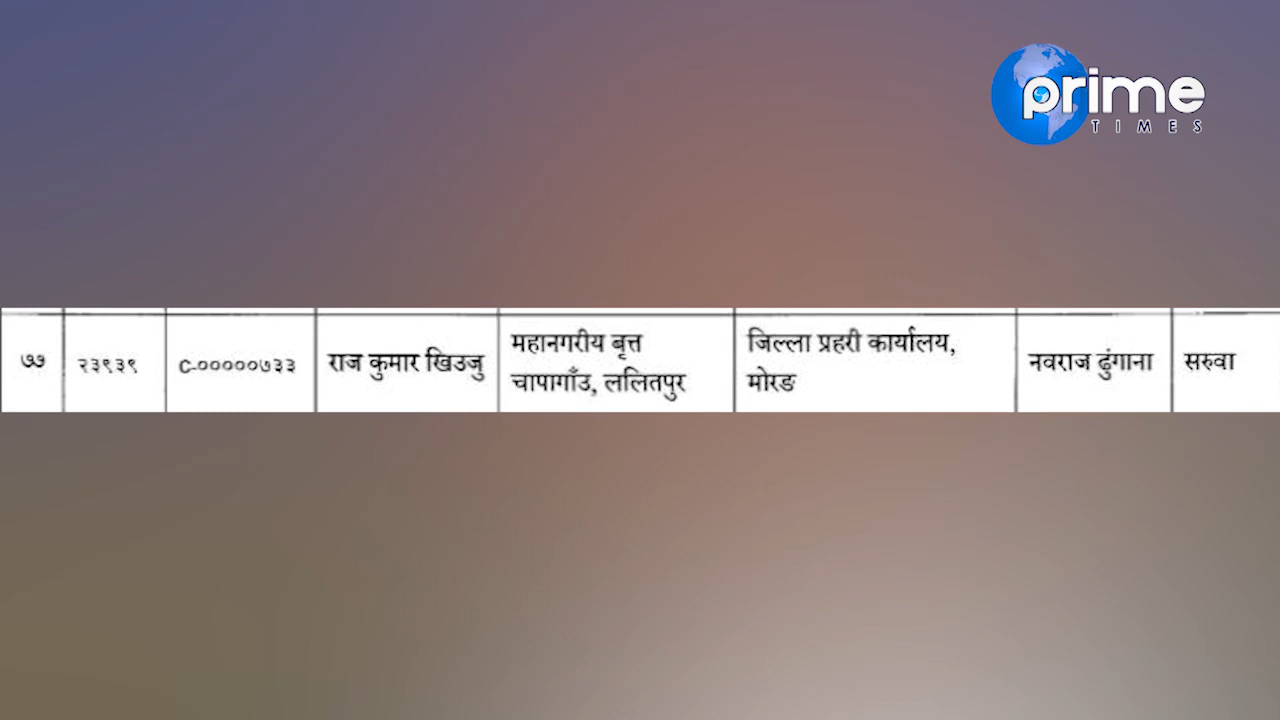 prime
TIMES
७७ २३९३९ C-०००००७३३ राज कुमार खिउजु महानगरीय बृत्त चापागाँउ, ललितपुर जिल्ला प्रहरी कार्यालय, मोरङ नवराज ढुंगाना सरुवा